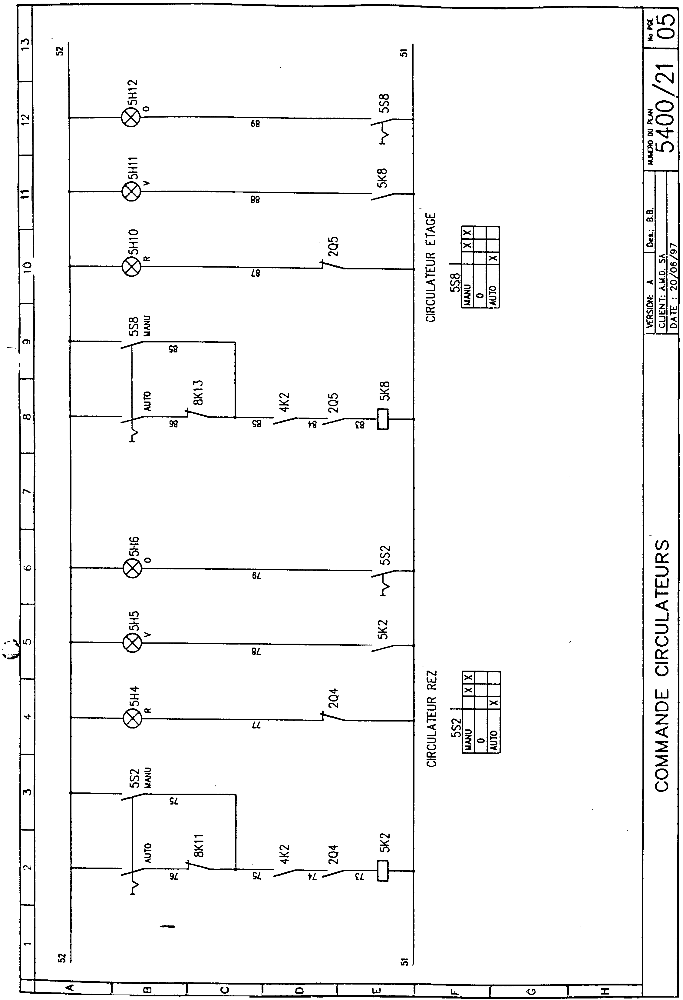 1 2 3 4 5 6 7 8 9 10 11 12 13
A
B
C
D
E
F
G
H
52 52
5S2
AUTO MANU
5H4
R
5H5
V
5H6
O
5S8
AUTO MANU
5H10
R
5H11
V
5H12
O
76 75
86 85
8K11
8K13
75 77 78 79
85 87 88 89
4K2
4K2
74
84
2Q4 2Q4
2Q5 2Q5
73
83
5K2 5K2 5S2
5K8 5K8 5S8
51 51
CIRCULATEUR REZ
CIRCULATEUR ETAGE
5S2
MANU X X
0
AUTO X
5S8
MANU X X
0
AUTO X
COMMANDE CIRCULATEURS
VERSION: A Des.: B.B.
CLIENT: A.M.D. SA
DATE : 20/06/97
NUMERO DU PLAN
5400/21
No PGE
05